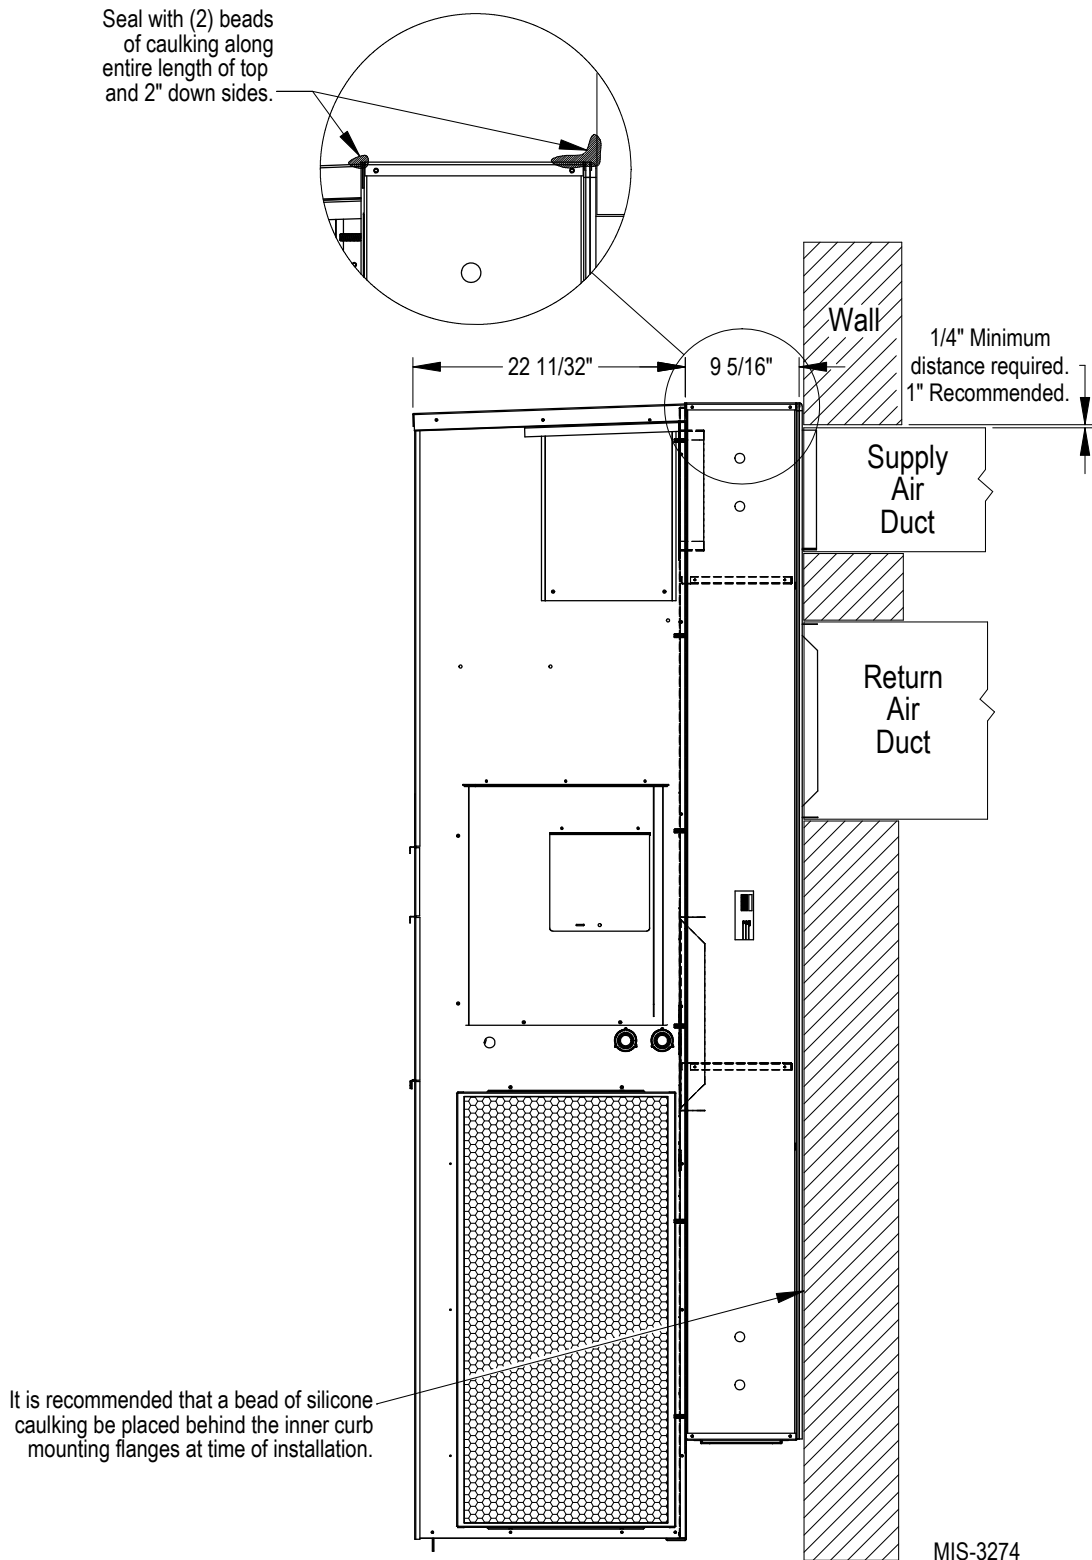 Seal with (2) beads
of caulking along
entire length of top
and 2" down sides.
Wall
1/4" Minimum
distance required.
1" Recommended.
22 11/32"
9 5/16"
Supply
Air
Duct
Return
Air
Duct
It is recommended that a bead of silicone
caulking be placed behind the inner curb
mounting flanges at time of installation.
MIS-3274